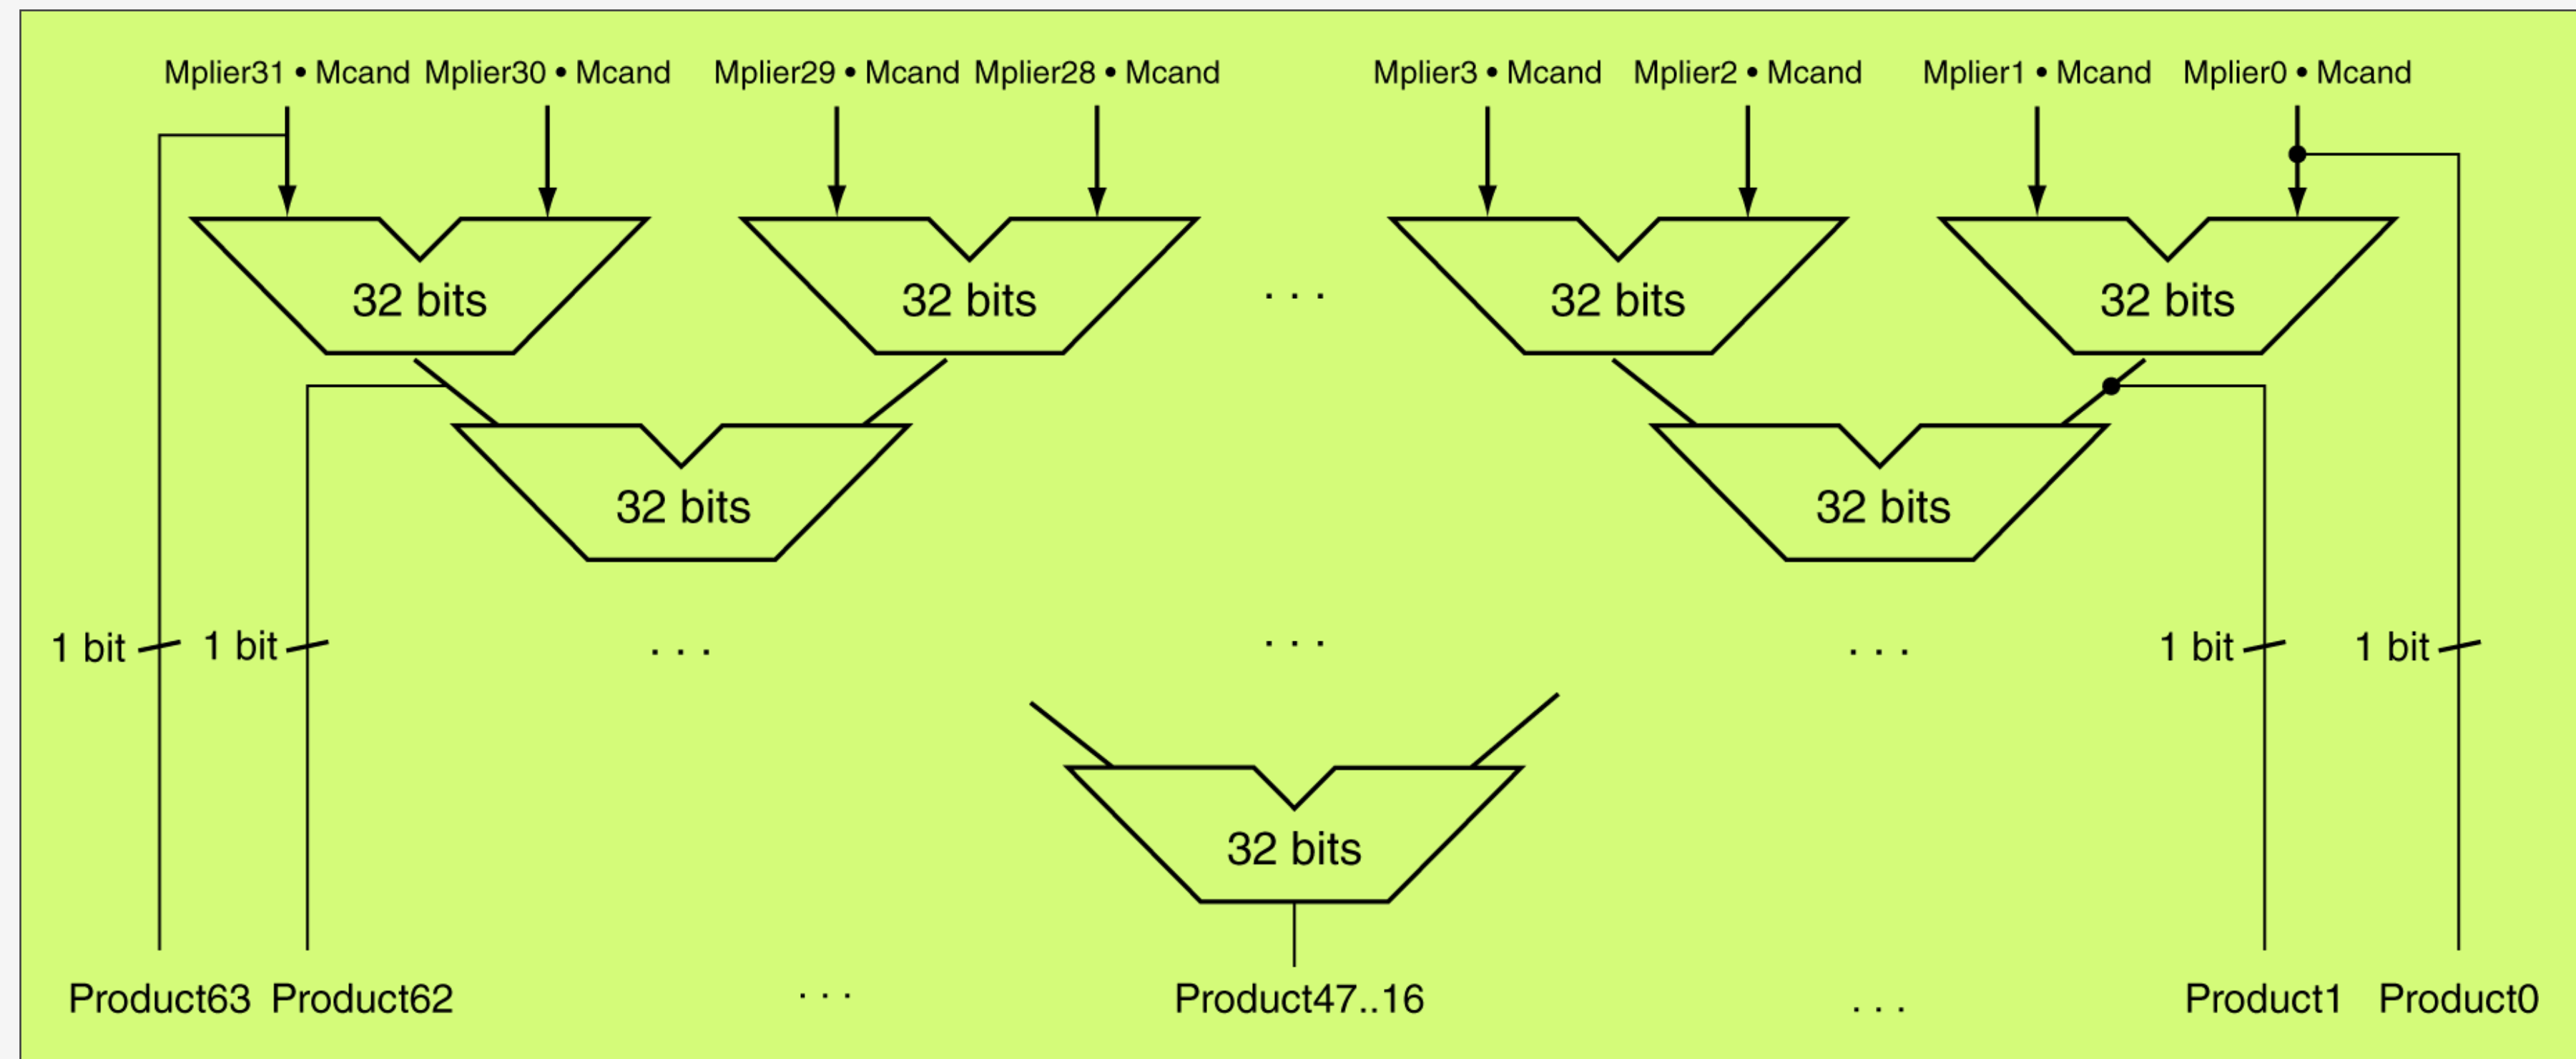 Mplier31 • Mcand Mplier30 • Mcand Mplier29 • Mcand Mplier28 • Mcand Mplier3 • Mcand Mplier2 • Mcand Mplier1 • Mcand Mplier0 • Mcand
32 bits 32 bits . . . 32 bits 32 bits
32 bits 32 bits
1 bit 1 bit . . . . . . . . . 1 bit 1 bit
32 bits
Product63 Product62 . . . Product47..16 . . . Product1 Product0